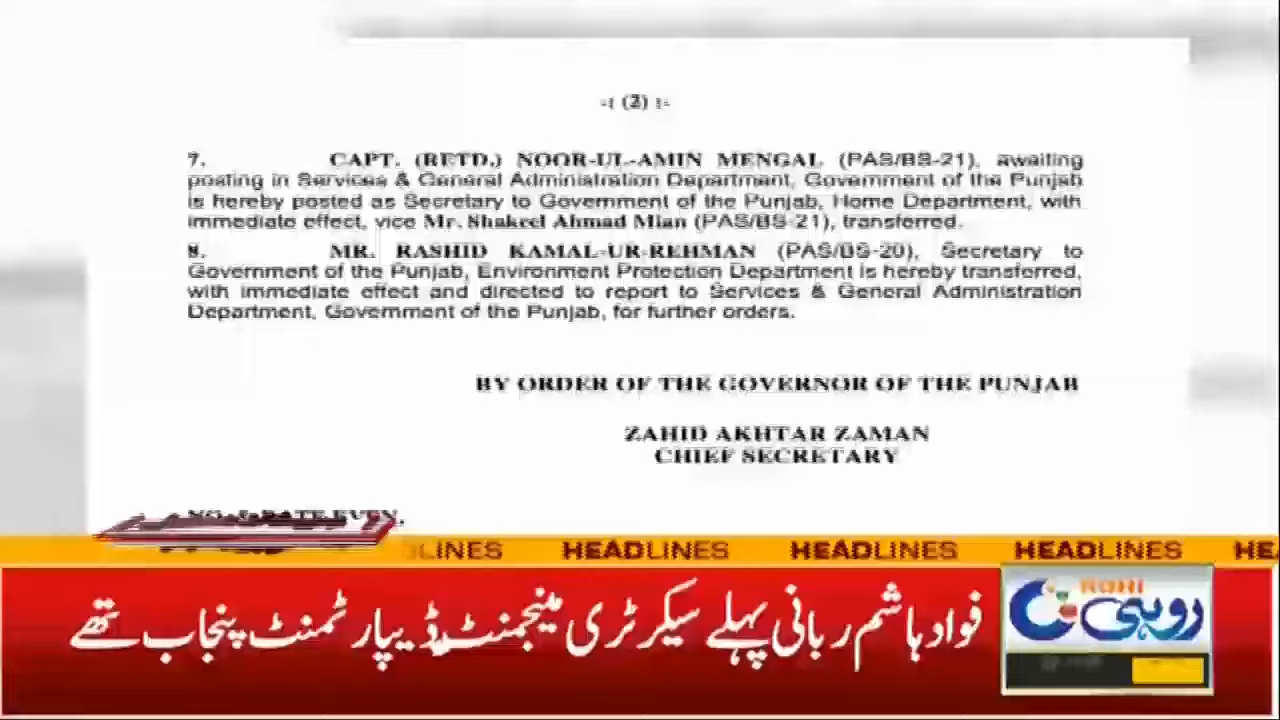 -: (2) :-
7. CAPT. (RETD.) NOOR-UL-AMIN MENGAL (PAS/BS-21), awaiting
posting in Services & General Administration Department, Government of the Punjab
is hereby posted as Secretary to Government of the Punjab, Home Department, with
immediate effect, vice Mr. Shakeel Ahmad Mian (PAS/BS-21), transferred.
8. MR. RASHID KAMAL-UR-REHMAN (PAS/BS-20), Secretary to
Government of the Punjab, Environment Protection Department is hereby transferred,
with immediate effect and directed to report to Services & General Administration
Department, Government of the Punjab, for further orders.
BY ORDER OF THE GOVERNOR OF THE PUNJAB
ZAHID AKHTAR ZAMAN
CHIEF SECRETARY
DATE EVEN.
LINES HEADLINES HEADLINES HEADLINES HEA
ROHI
روہی
فواد ہاشم ربانی پہلے سیکرٹری مینجمنٹ ڈیپارٹمنٹ پنجاب تھے